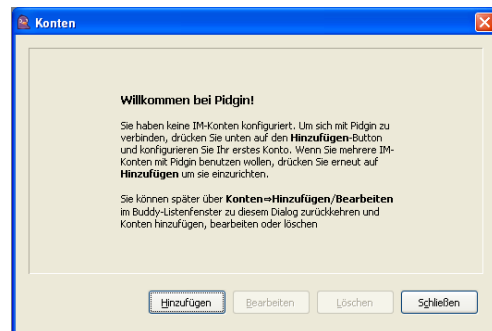 Konten
Willkommen bei Pidgin!
Sie haben keine IM-Konten konfiguriert. Um sich mit Pidgin zu
verbinden, drücken Sie unten auf den Hinzufügen-Button
und konfigurieren Sie Ihr erstes Konto. Wenn Sie mehrere IM-
Konten mit Pidgin benutzen wollen, drücken Sie erneut auf
Hinzufügen um sie einzurichten.
Sie können später über Konten⇒Hinzufügen/Bearbeiten
im Buddy-Listenfenster zu diesem Dialog zurückkehren und
Konten hinzufügen, bearbeiten oder löschen
Hinzufügen Bearbeiten Löschen Schließen